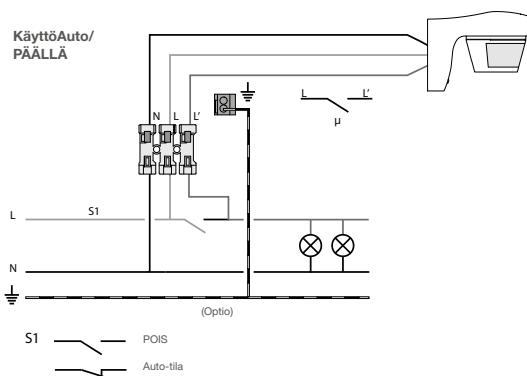 KäyttöAuto/
PÄÄLLÄ
N L L'
L L'
µ
L S1
N
(Optio)
S1 POIS
Auto-tila